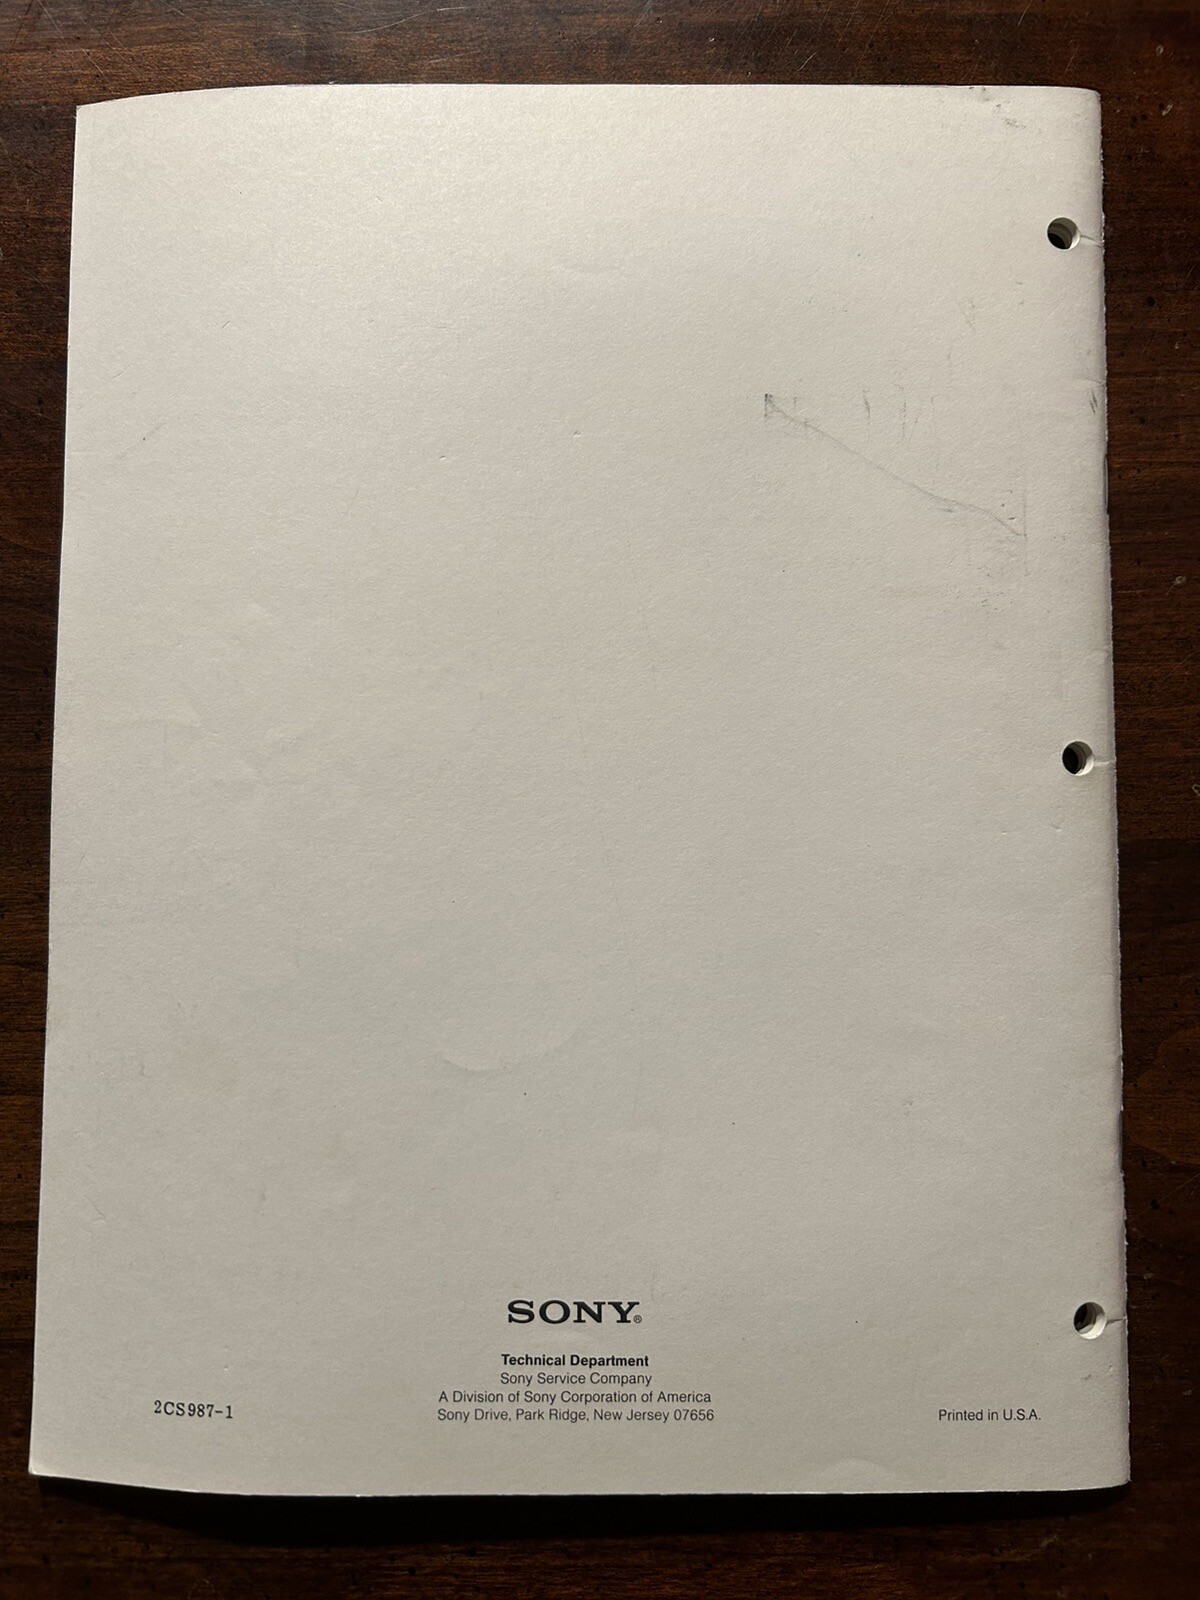 SONY®
Technical Department
Sony Service Company
A Division of Sony Corporation of America
Sony Drive, Park Ridge, New Jersey 07656
2CS987-1
Printed in U.S.A.